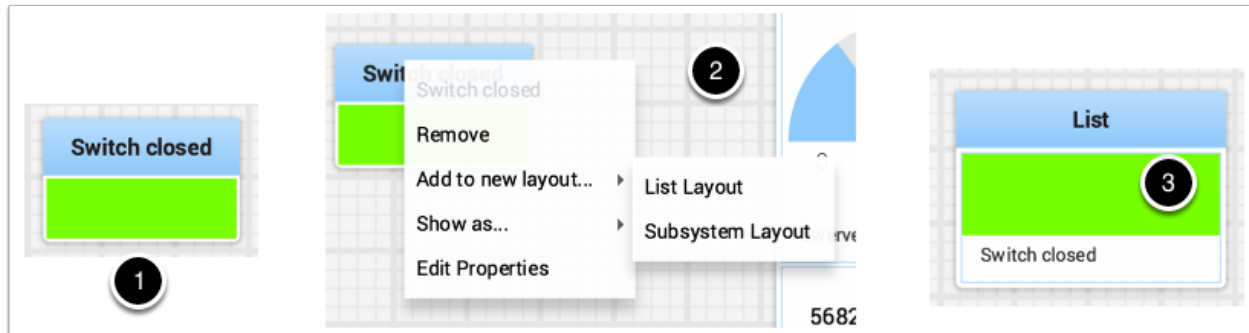 Switch closed
1
Switch closed
Switch closed
Remove
Add to new layout...
Show as...
Edit Properties
List Layout
Subsystem Layout
2
0
5682
List
3
Switch closed